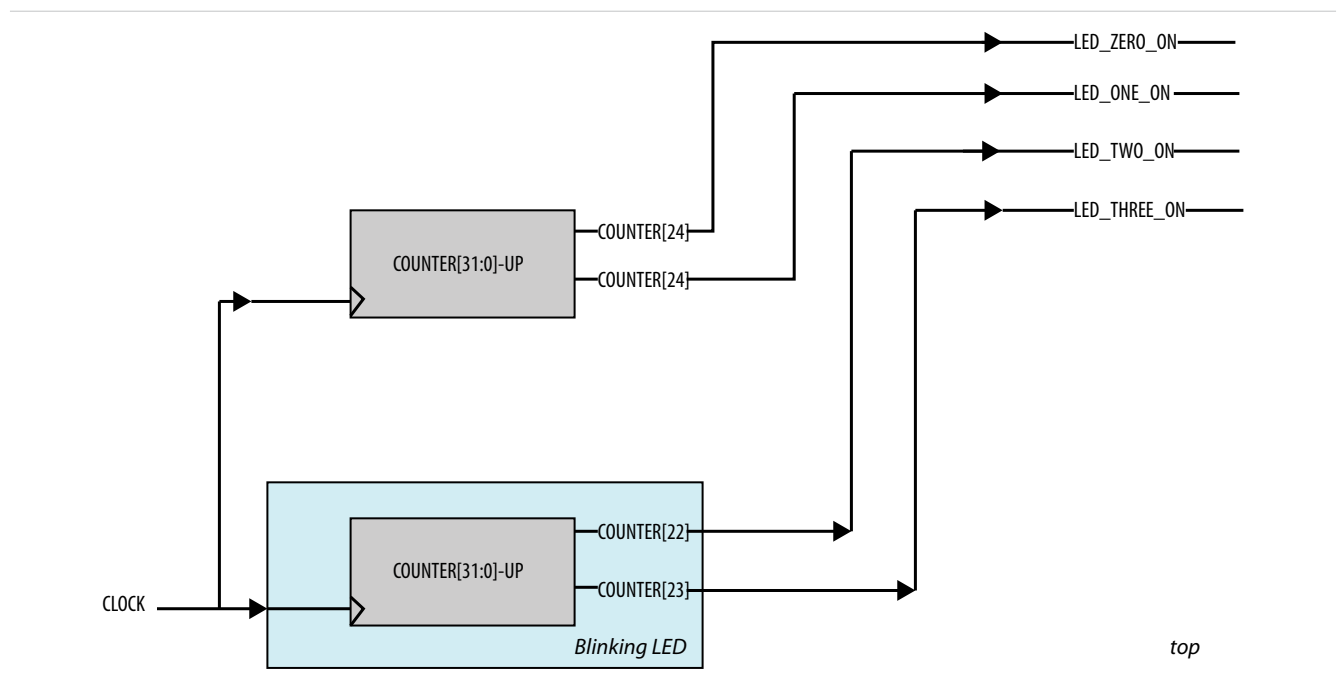 LED_ZERO_ON
LED_ONE_ON
LED_TWO_ON
LED_THREE_ON
COUNTER[31:0]-UP
COUNTER[24]
COUNTER[24]
COUNTER[31:0]-UP
COUNTER[22]
COUNTER[23]
CLOCK
Blinking LED
top